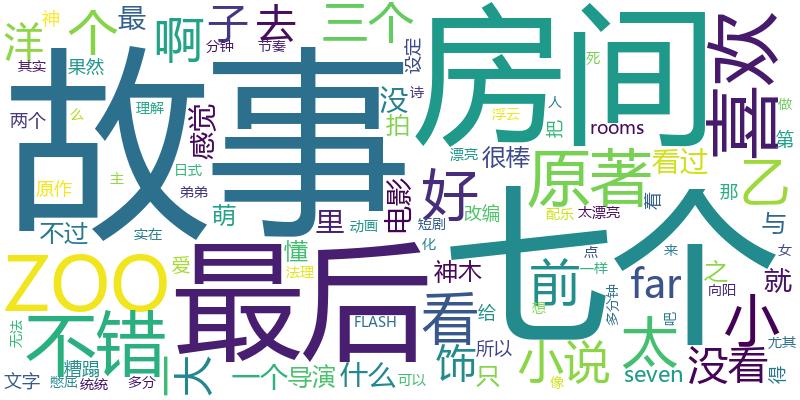 洋
个
啊
子
去
三个
最
神
分钟
节奏
设定
死
喜欢
其实
果然
两个
么
理解
感觉
没
拍
诗
浮云
人
把
做
第
故事
房间
漂亮
很棒
rooms
看过
原作
主
日式
弟弟
萌
里
电影
好
改编
太漂亮
原著
着
那
乙
与
不过
实在
动画
短剧
化
配乐
点
女
ZOO
爱
懂
法理
最后
神木
七个
前
一样
far
来
之
向阳
就
无法
不错
FLASH
看
给
多分钟
想
太
吧
小
尤其
糟蹋
大
所以
饰
只
小说
没看
得
文字
憋屈
统统
多分
一个
导演
什么
可以
像
seven